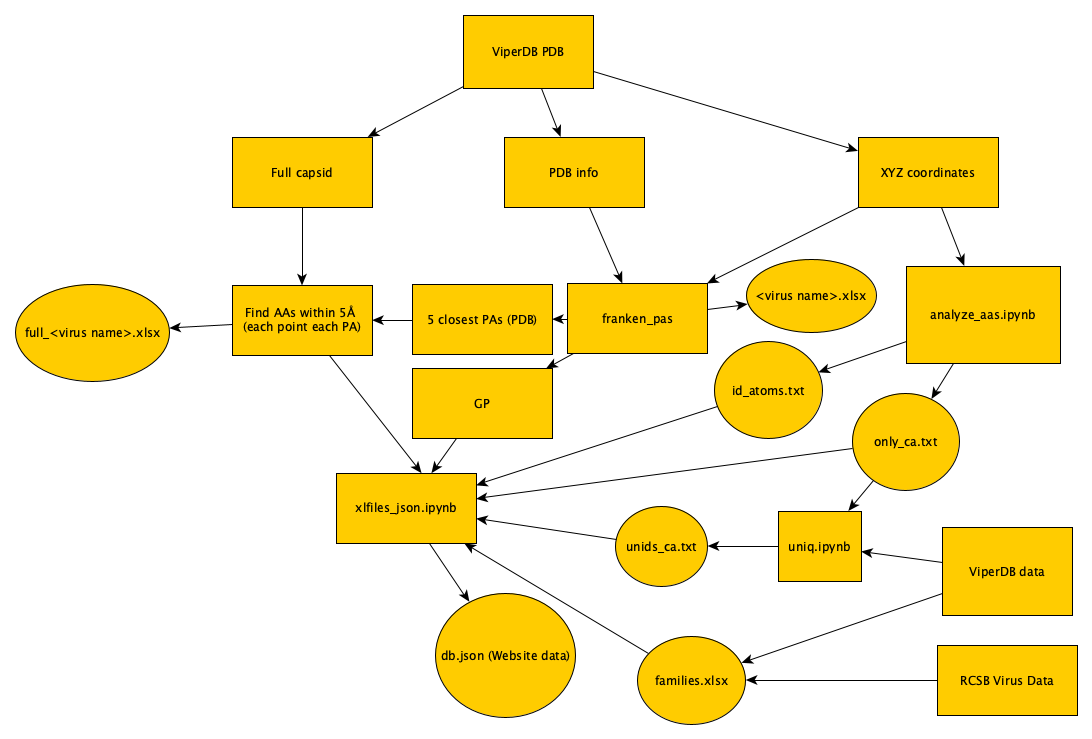 ViperDB PDB
Full capsid
PDB info
XYZ coordinates
full_<virus name>.xlsx
Find AAs within 5Å
(each point each PA)
5 closest PAs (PDB)
franken_pas
<virus name>.xlsx
analyze_aas.ipynb
GP
id_atoms.txt
only_ca.txt
xlfiles_json.ipynb
unids_ca.txt
uniq.ipynb
ViperDB data
db.json (Website data)
families.xlsx
RCSB Virus Data